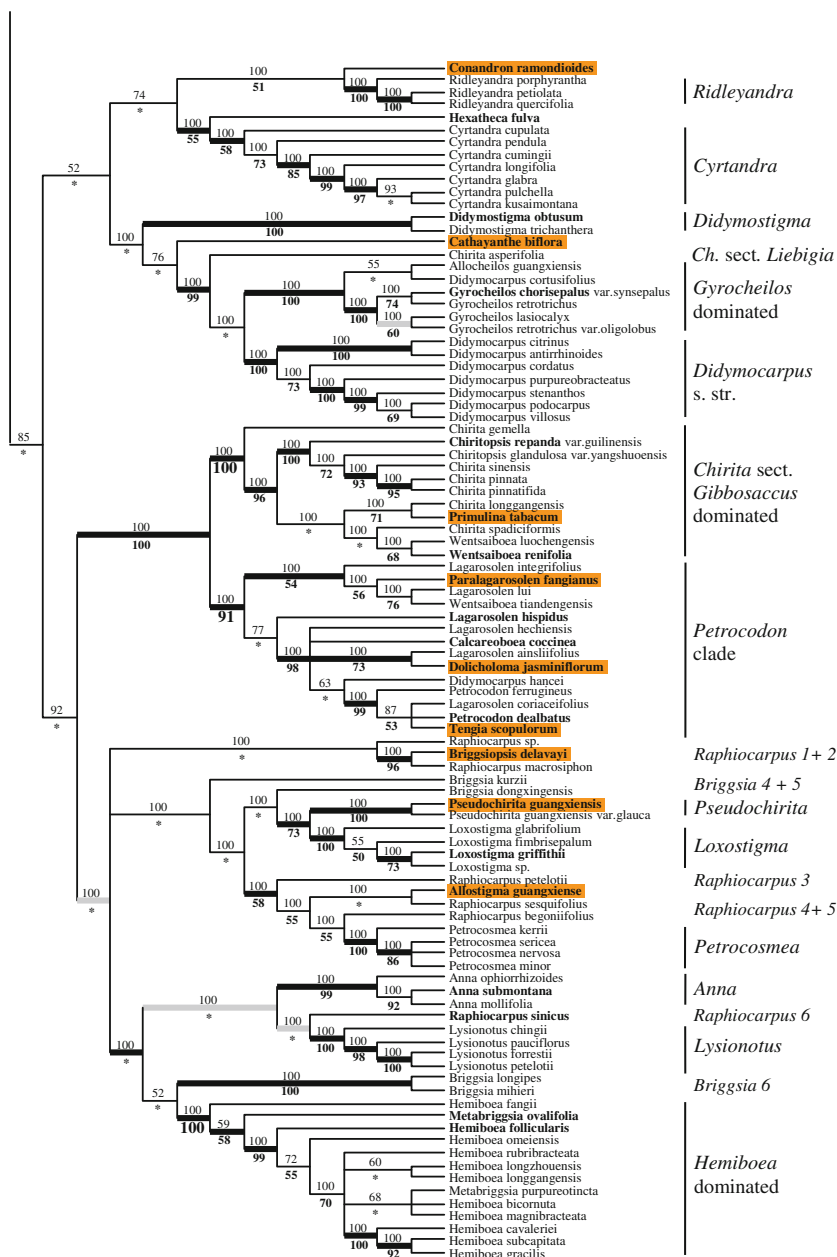 Conandron ramondioides
Ridleyandra porphyrantha
Ridleyandra petiolata
Ridleyandra quercifolia
Hexatheca fulva
Cyrtandra cupulata
Cyrtandra pendula
Cyrtandra cumingii
Cyrtandra longifolia
Cyrtandra glabra
Cyrtandra pulchella
Cyrtandra kusaimontana
Didymostigma obtusum
Didymostigma trichanthera
Cathayanthe biflora
Chirita asperifolia
Allocheilos guangxiensis
Didymocarpus cortusifolius
Gyrocheilos chorisepalus var.synsepalus
Gyrocheilos retrotrichus
Gyrocheilos lasiocalyx
Gyrocheilos retrotrichus var.oligolobus
Didymocarpus citrinus
Didymocarpus antirrhinoides
Didymocarpus cordatus
Didymocarpus purpureobracteatus
Didymocarpus stenanthos
Didymocarpus podocarpus
Didymocarpus villosus
Chirita gemella
Chiritopsis repanda var.guilinensis
Chiritopsis glandulosa var.yangshuoensis
Chirita sinensis
Chirita pinnata
Chirita pinnatifida
Chirita longgangensis
Primulina tabacum
Chirita spadiciformis
Wentsaiboea luochengensis
Wentsaiboea renifolia
Lagarosolen integrifolius
Paralagarosolen fangianus
Lagarosolen lui
Wentsaiboea tiandengensis
Lagarosolen hispidus
Lagarosolen hechiensis
Calcareoboea coccinea
Lagarosolen ainsliifolius
Dolicholoma jasminiflorum
Didymocarpus hancei
Petrocodon ferrugineus
Lagarosolen coriaceifolius
Petrocodon dealbatus
Tengia scopulorum
Raphiocarpus sp.
Briggsiopsis delavayi
Raphiocarpus macrosiphon
Briggsia kurzii
Briggsia dongxingensis
Pseudochirita guangxiensis
Pseudochirita guangxiensis var.glauca
Loxostigma glabrifolium
Loxostigma fimbrisepalum
Loxostigma griffithii
Loxostigma sp.
Raphiocarpus petelotii
Allostigma guangxiense
Raphiocarpus sesquifolius
Raphiocarpus begoniifolius
Petrocosmea kerrii
Petrocosmea sericea
Petrocosmea nervosa
Petrocosmea minor
Anna ophiorrhizoides
Anna submontana
Anna mollifolia
Raphiocarpus sinicus
Lysionotus chingii
Lysionotus pauciflorus
Lysionotus forrestii
Lysionotus petelotii
Briggsia longipes
Briggsia mihieri
Hemiboea fangii
Metabriggsia ovalifolia
Hemiboea follicularis
Hemiboea omeiensis
Hemiboea rubribracteata
Hemiboea longzhouensis
Hemiboea longgangensis
Metabriggsia purpureotincta
Hemiboea bicornuta
Hemiboea magnibracteata
Hemiboea cavaleriei
Hemiboea subcapitata
Hemiboea gracilis
Ridleyandra
Cyrtandra
Didymostigma
Ch. sect. Liebigia
Gyrocheilos
dominated
Didymocarpus
s. str.
Chirita sect.
Gibbosaccus
dominated
Petrocodon
clade
Raphiocarpus 1+ 2
Briggsia 4 + 5
Pseudochirita
Loxostigma
Raphiocarpus 3
Raphiocarpus 4+ 5
Petrocosmea
Anna
Raphiocarpus 6
Lysionotus
Briggsia 6
Hemiboea
dominated